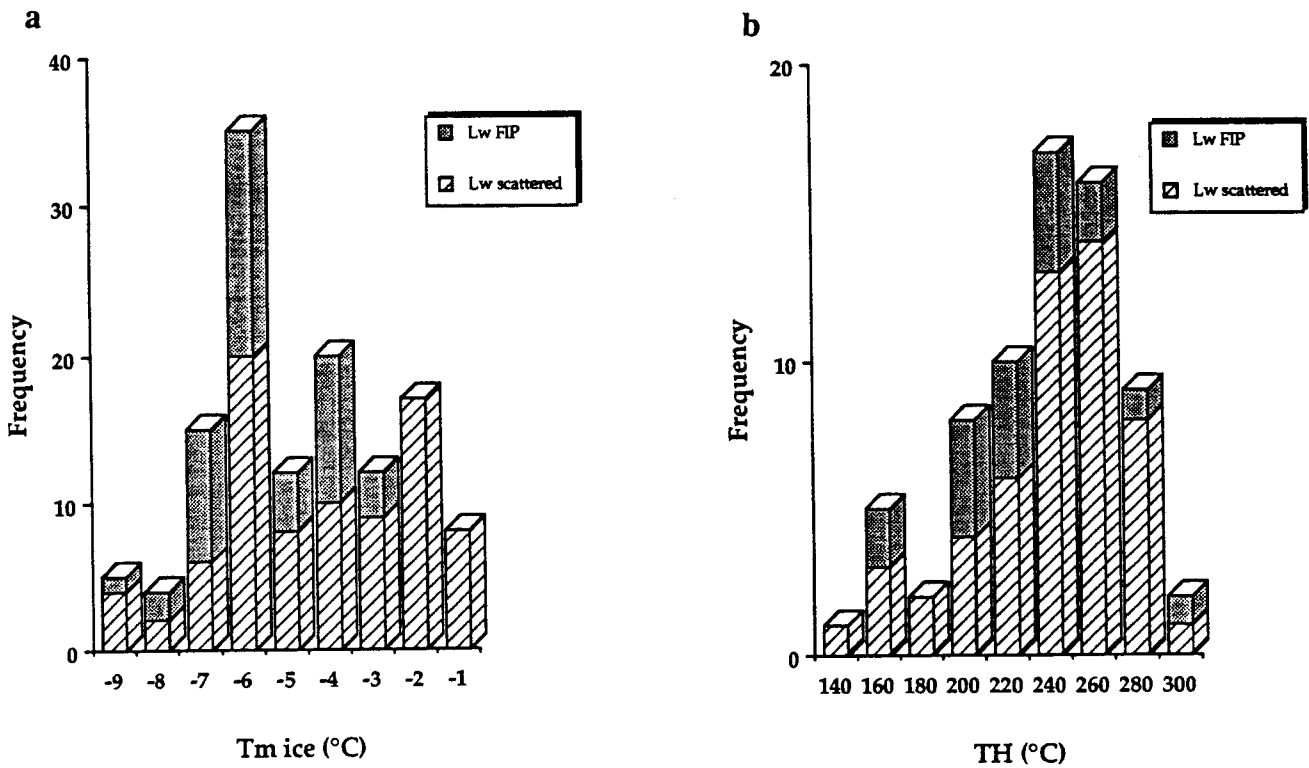 a
40
30
20
10
0
Frequency
Lw FIP
Lw scattered
-9 -8 -7 -6 -5 -4 -3 -2 -1
Tm ice (°C)
b
20
10
0
Frequency
Lw FIP
Lw scattered
140 160 180 200 220 240 260 280 300
TH (°C)